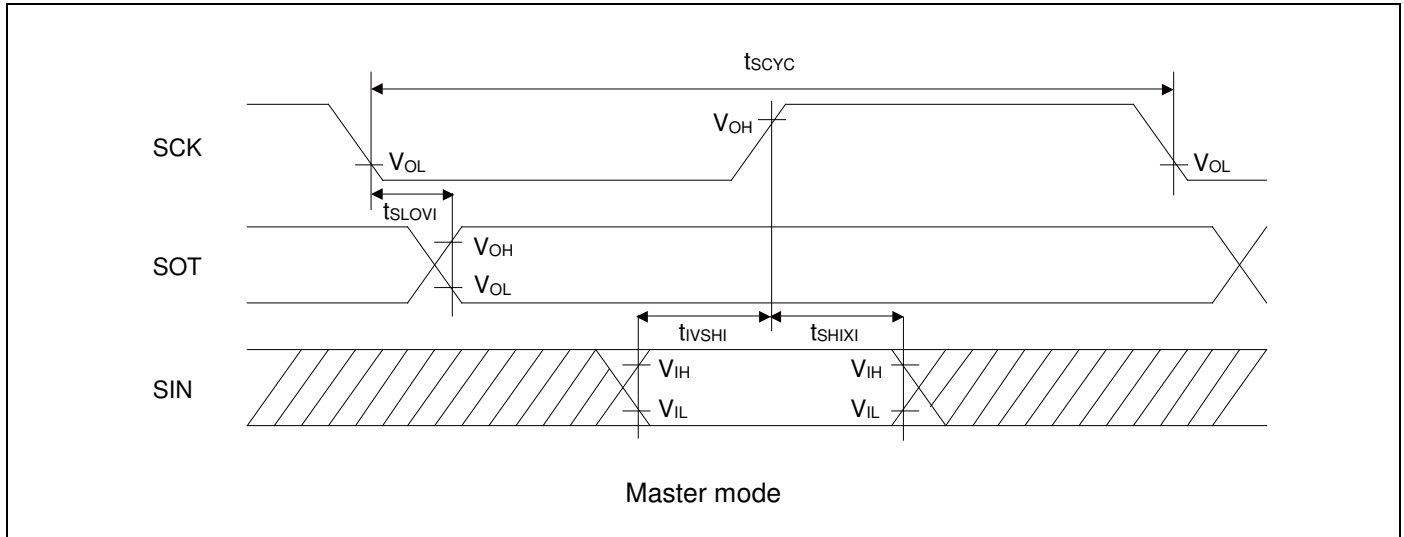 tSCYC
SCK
VOH
VOL
VOL
tSLOVI
SOT
VOH
VOL
tIVSHI
tSHIXI
SIN
VIH
VIH
VIL
VIL
Master mode